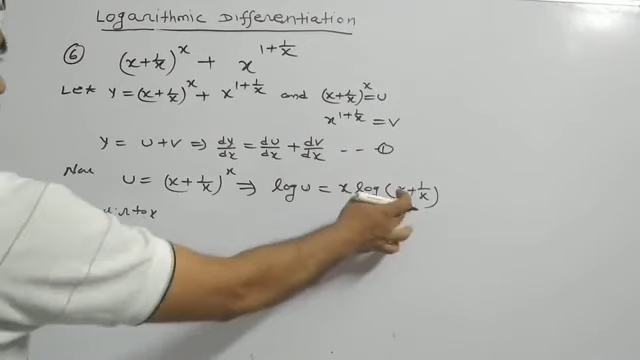 Logarithmic Differentiation
⑥ (x+1/x)^x + x^(1+1/x)
Let y = (x+1/x)^x + x^(1+1/x) and (x+1/x)^x = u
x^(1+1/x) = v
y = u+v ⇒ dy/dx = du/dx + dv/dx -- ①
Now
u = (x+1/x)^x ⇒ log u = x log(x+1/x)
w.r.to x